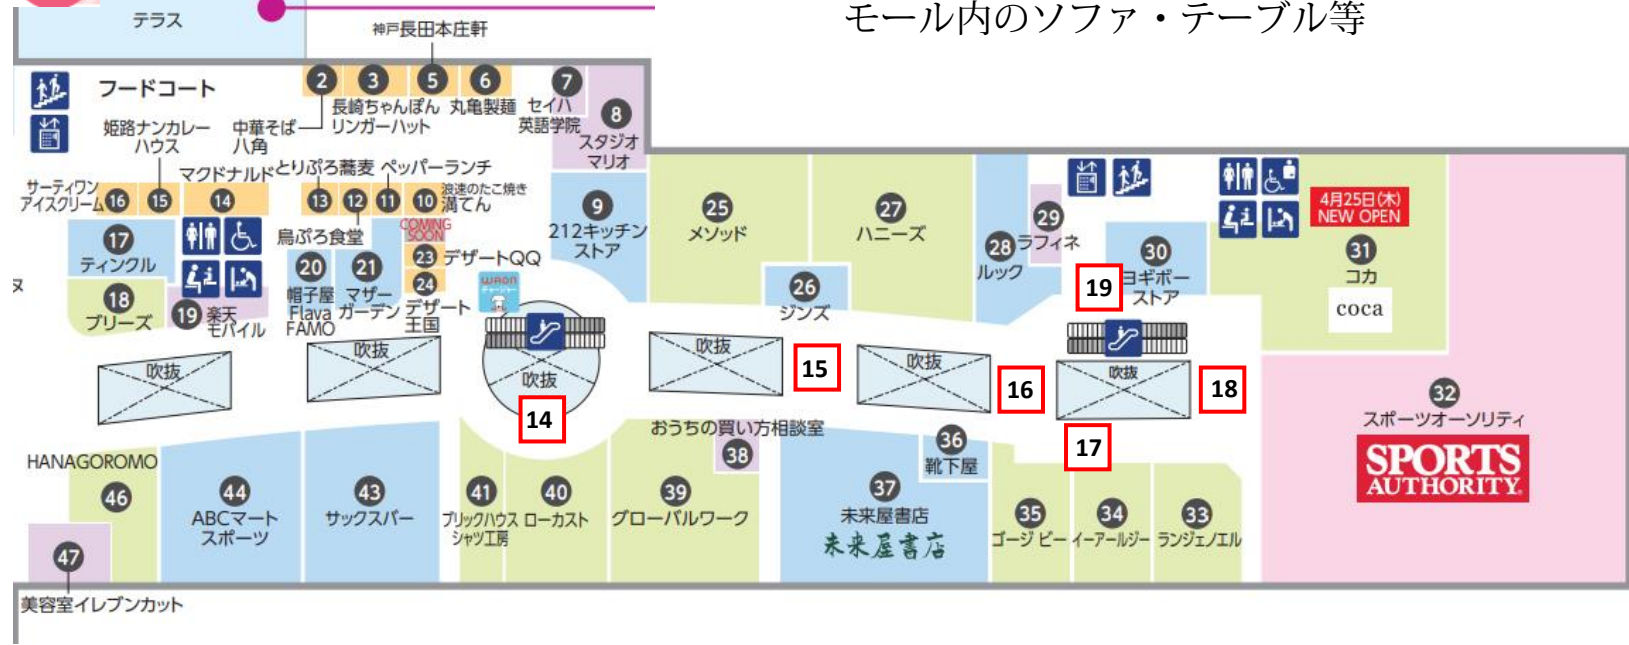 テラス
モール内のソファ・テーブル等
神戸長田本庄軒
フードコート
2
3
5
6
7
長崎ちゃんぽん
リンガーハット
丸亀製麺
セイハ
英語学院
8
スタジオ
マリオ
姫路ナンカレー
ハウス
中華そば
八角
マクドナルド
とりぷろ蕎麦
ペッパーランチ
サーティワン
アイスクリーム
16
15
14
13
12
11
10
浪速のたこ焼き
満てん
鳥ぷろ食堂
COMING
SOON
17
ティンクル
20
帽子屋
Flava
FAMO
21
マザー
ガーデン
23
デザートQQ
24
デザート
王国
WAON
チャージャー
ヌ
18
ブリーズ
19
楽天
モバイル
9
212キッチン
ストア
25
メソッド
27
ハニーズ
26
ジンズ
28
ルック
29
ラフィネ
30
ヨギボー
ストア
19
4月25日(木)
NEW OPEN
31
コカ
coca
吹抜
吹抜
吹抜
14
吹抜
15
吹抜
16
吹抜
18
17
32
スポーツオーソリティ
SPORTS
AUTHORITY
HANAGOROMO
46
44
ABCマート
スポーツ
43
サックスバー
41
ブリックハウス
シャツ工房
40
ローカスト
39
グローバルワーク
おうちの買い方相談室
38
37
未来屋書店
未来屋書店
36
靴下屋
35
ゴージ ピー
34
イーアールジー
33
ランジェノエル
47
美容室イレブンカット